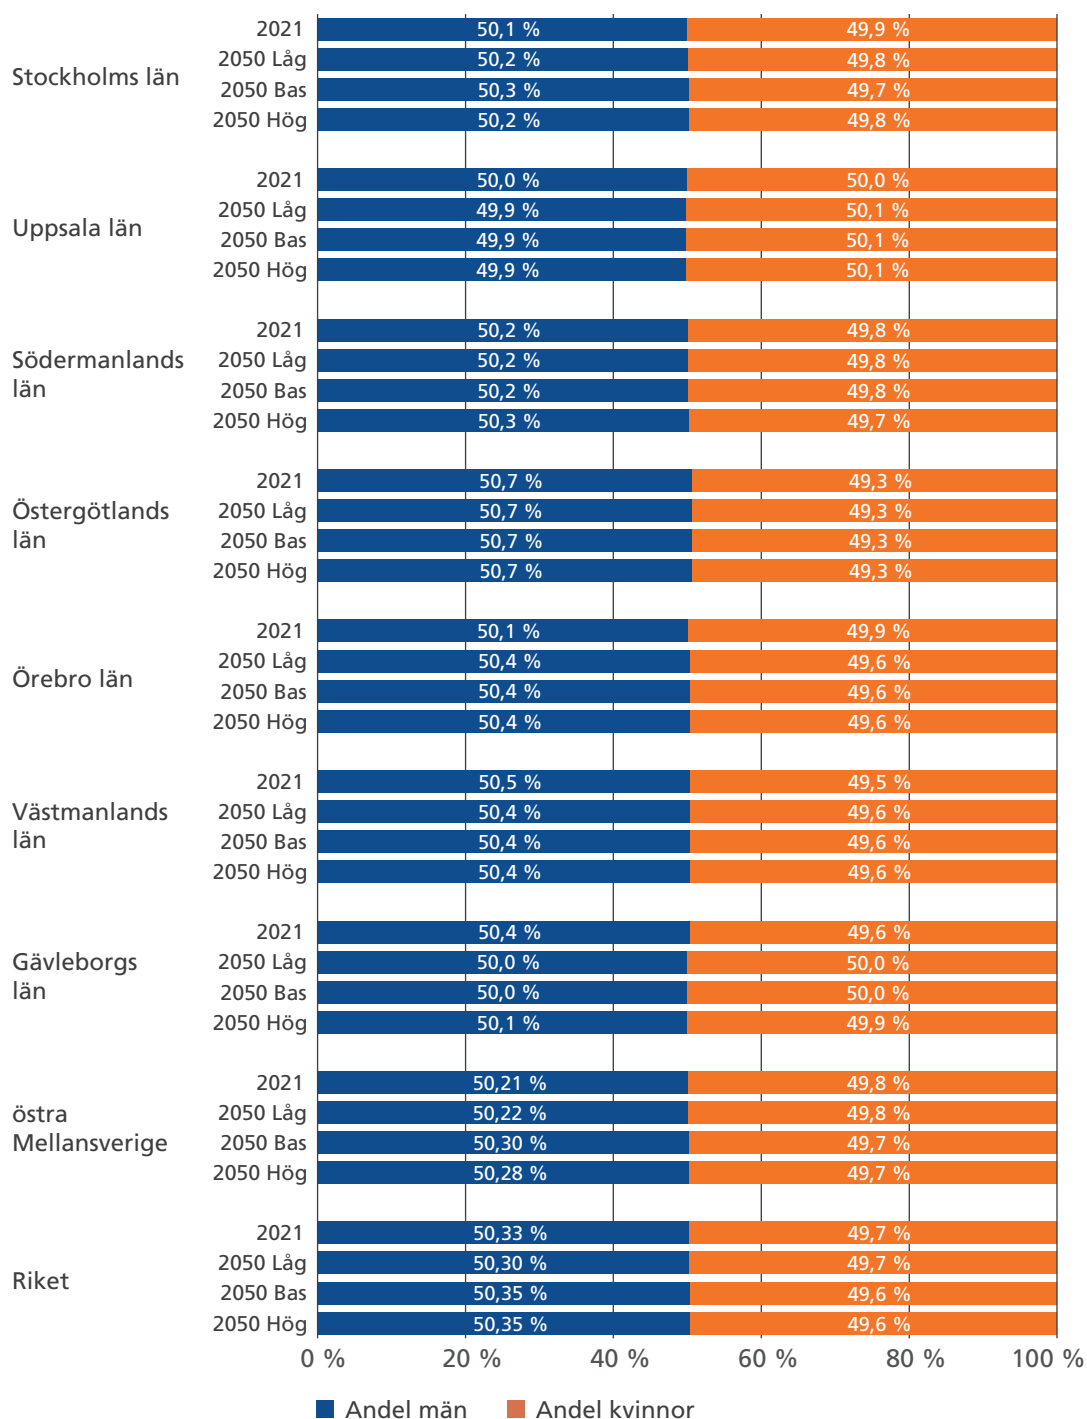 2021 50,1 % 49,9 %
2050 Låg 50,2 % 49,8 %
Stockholms län
2050 Bas 50,3 % 49,7 %
2050 Hög 50,2 % 49,8 %
2021 50,0 % 50,0 %
2050 Låg 49,9 % 50,1 %
Uppsala län
2050 Bas 49,9 % 50,1 %
2050 Hög 49,9 % 50,1 %
2021 50,2 % 49,8 %
Södermanlands
län
2050 Låg 50,2 % 49,8 %
2050 Bas 50,2 % 49,8 %
2050 Hög 50,3 % 49,7 %
2021 50,7 % 49,3 %
Östergötlands
län
2050 Låg 50,7 % 49,3 %
2050 Bas 50,7 % 49,3 %
2050 Hög 50,7 % 49,3 %
2021 50,1 % 49,9 %
2050 Låg 50,4 % 49,6 %
Örebro län
2050 Bas 50,4 % 49,6 %
2050 Hög 50,4 % 49,6 %
2021 50,5 % 49,5 %
Västmanlands
län
2050 Låg 50,4 % 49,6 %
2050 Bas 50,4 % 49,6 %
2050 Hög 50,4 % 49,6 %
2021 50,4 % 49,6 %
Gävleborgs
län
2050 Låg 50,0 % 50,0 %
2050 Bas 50,0 % 50,0 %
2050 Hög 50,1 % 49,9 %
2021 50,21 % 49,8 %
östra
Mellansverige
2050 Låg 50,22 % 49,8 %
2050 Bas 50,30 % 49,7 %
2050 Hög 50,28 % 49,7 %
2021 50,33 % 49,7 %
2050 Låg 50,30 % 49,7 %
Riket
2050 Bas 50,35 % 49,6 %
2050 Hög 50,35 % 49,6 %
0 % 20 % 40 % 60 % 80 % 100 %
Andel män Andel kvinnor